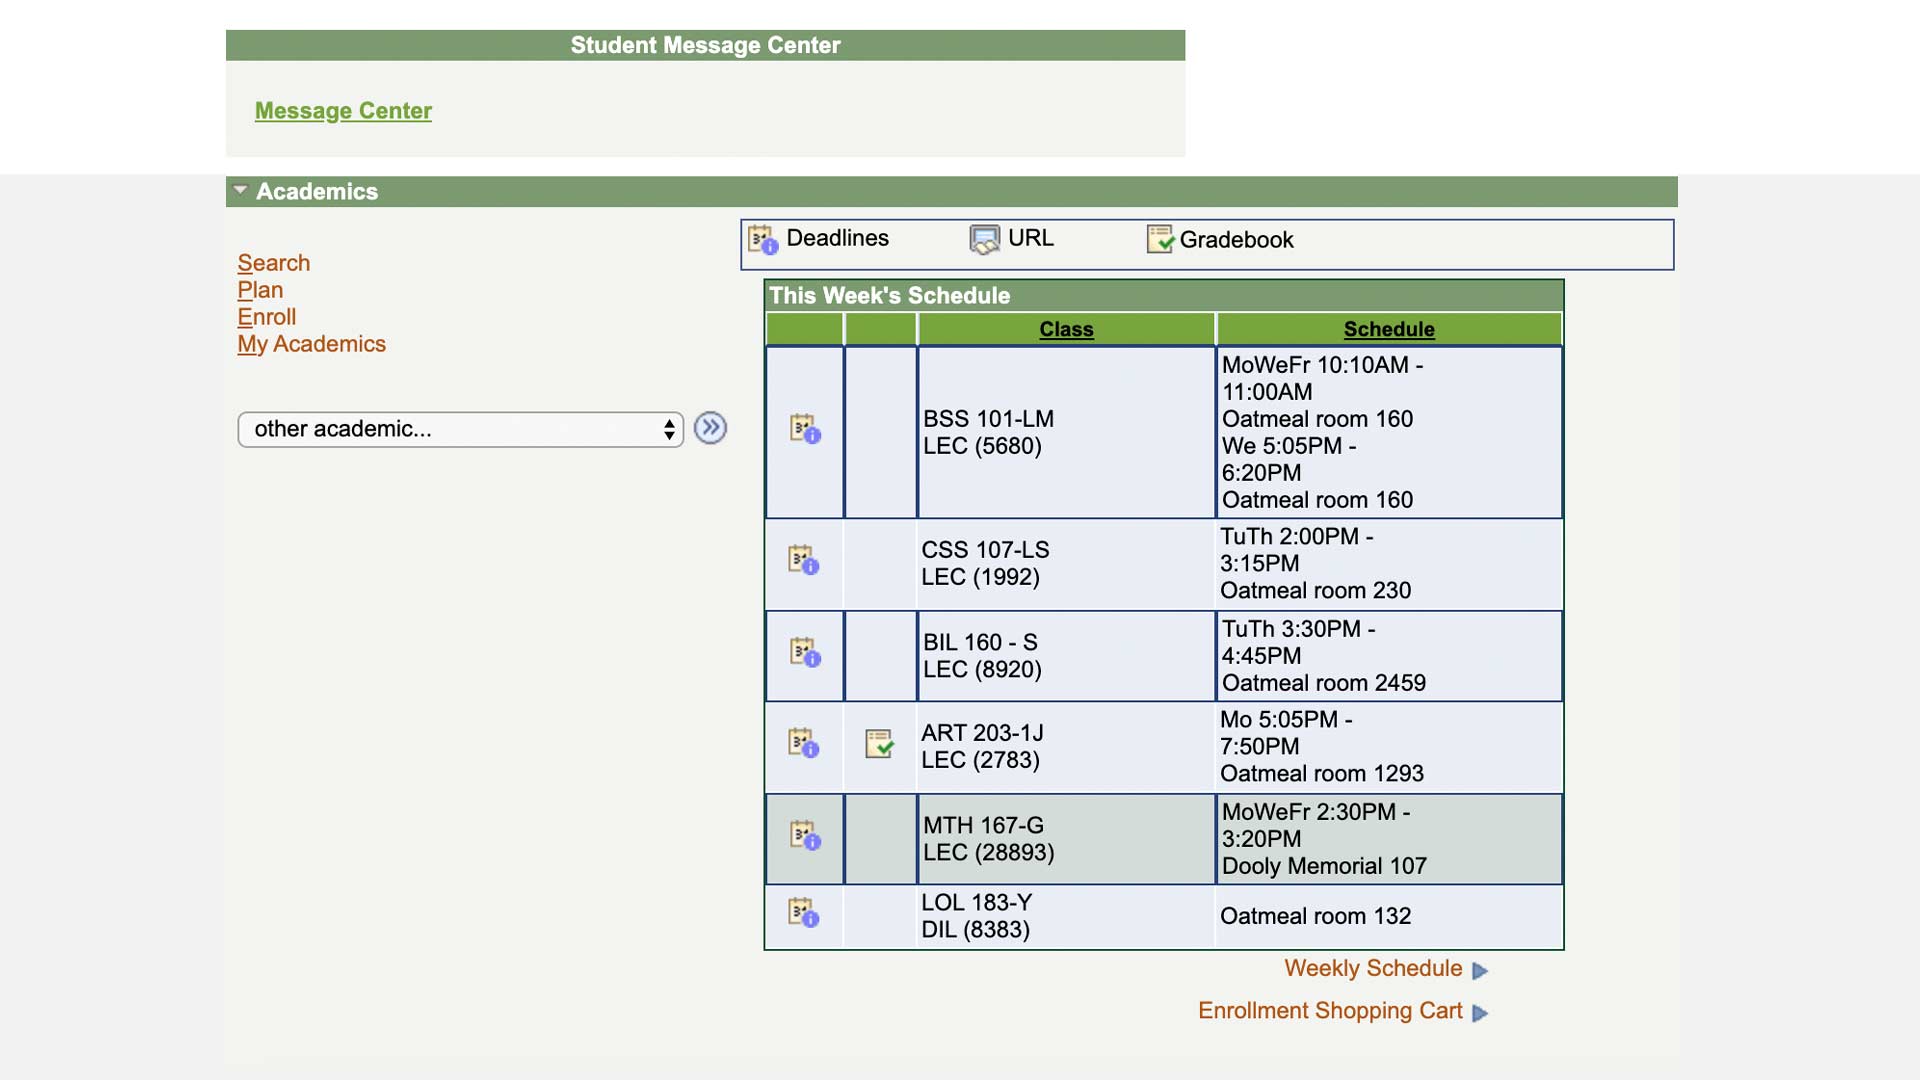 Student Message Center
Message Center
Academics
Search
Plan
Enroll
My Academics
other academic...
Deadlines URL Gradebook
This Week's Schedule
Class Schedule
BSS 101-LM
LEC (5680)
MoWeFr 10:10AM -
11:00AM
Oatmeal room 160
We 5:05PM -
6:20PM
Oatmeal room 160
CSS 107-LS
LEC (1992)
TuTh 2:00PM -
3:15PM
Oatmeal room 230
BIL 160 - S
LEC (8920)
TuTh 3:30PM -
4:45PM
Oatmeal room 2459
ART 203-1J
LEC (2783)
Mo 5:05PM -
7:50PM
Oatmeal room 1293
MTH 167-G
LEC (28893)
MoWeFr 2:30PM -
3:20PM
Dooly Memorial 107
LOL 183-Y
DIL (8383)
Oatmeal room 132
Weekly Schedule
Enrollment Shopping Cart